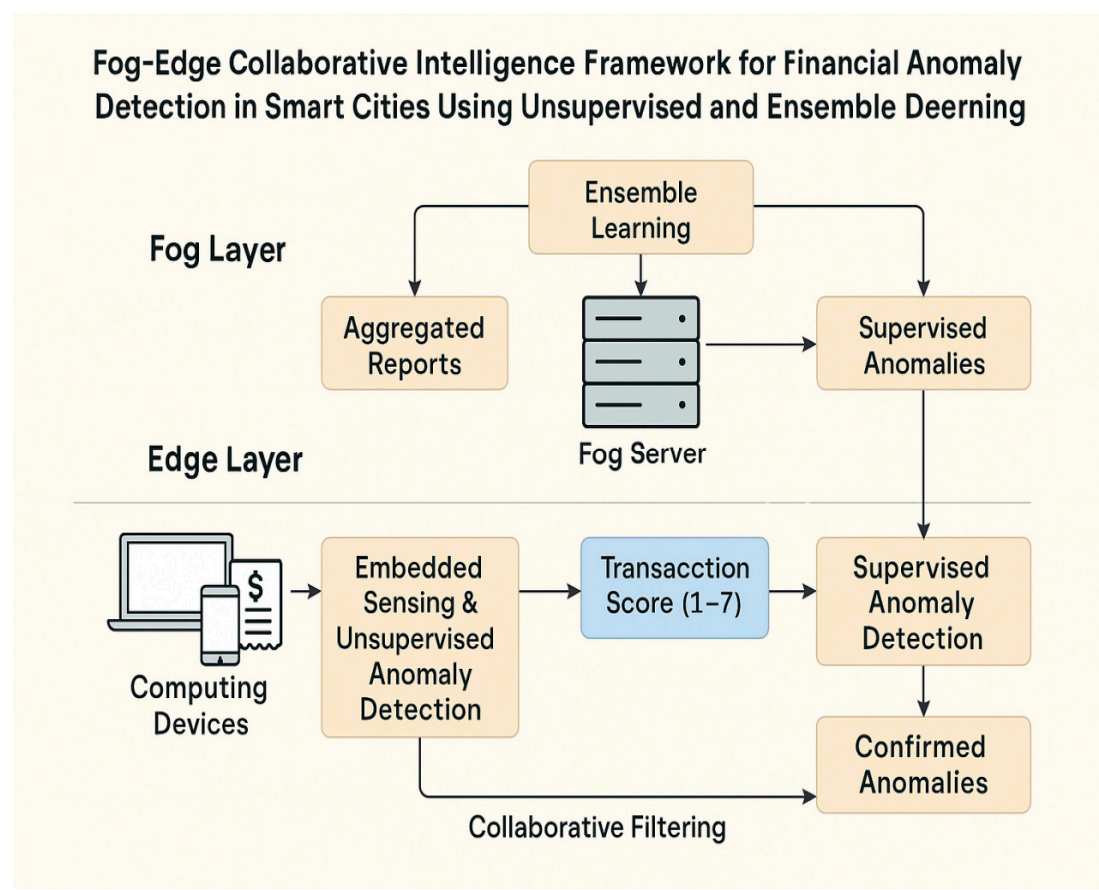 Fog-Edge Collaborative Intelligence Framework for Financial Anomaly
Detection in Smart Cities Using Unsupervised and Ensemble Deerning
Ensemble
Learning
Fog Layer
Aggregated
Reports
Supervised
Anomalies
Fog Server
Edge Layer
$
Computing
Devices
Embedded
Sensing &
Unsupervised
Anomaly
Detection
Transacction
Score (1–7)
Supervised
Anomaly
Detection
Confirmed
Anomalies
Collaborative Filtering